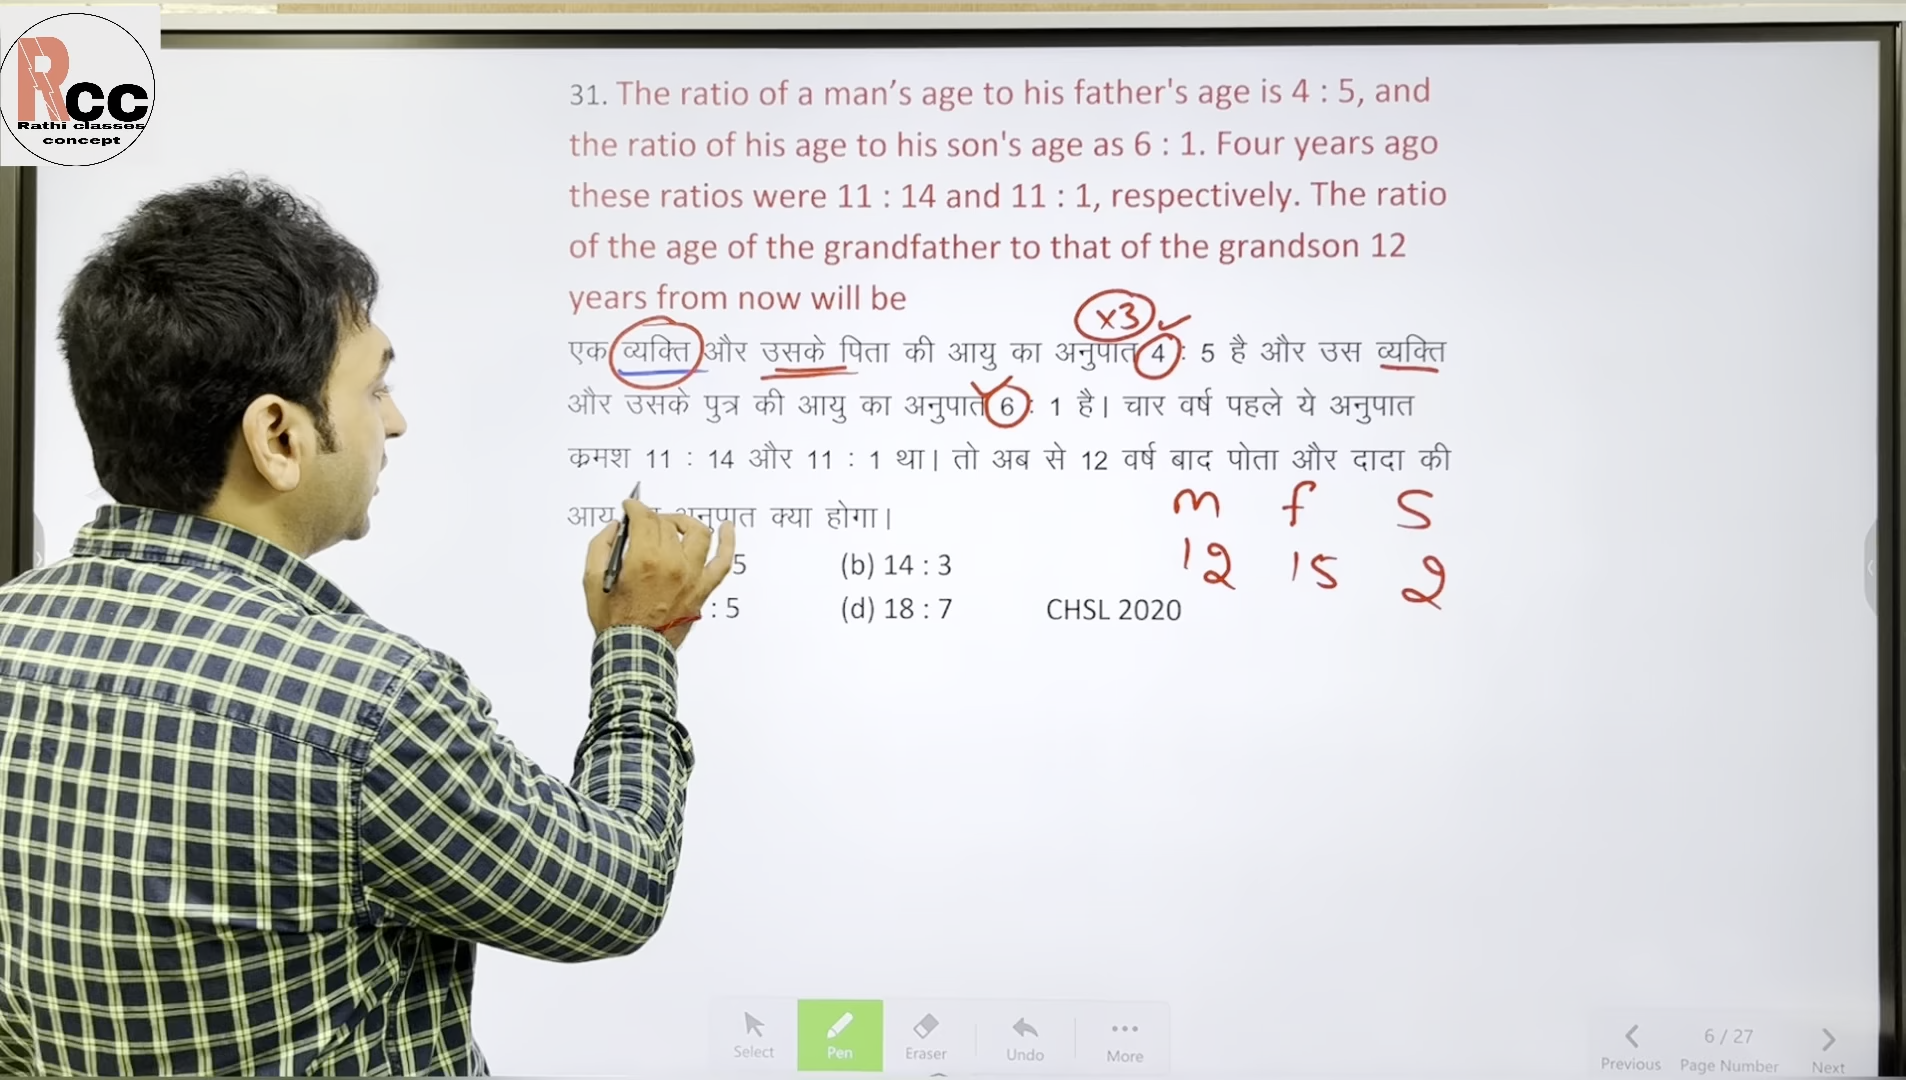 Rcc
Rathi classes
concept
31. The ratio of a man’s age to his father's age is 4 : 5, and
the ratio of his age to his son's age as 6 : 1. Four years ago
these ratios were 11 : 14 and 11 : 1, respectively. The ratio
of the age of the grandfather to that of the grandson 12
years from now will be
×3
एक व्यक्ति और उसके पिता की आयु का अनुपात 4 : 5 है और उस व्यक्ति
और उसके पुत्र की आयु का अनुपात 6 : 1 है। चार वर्ष पहले ये अनुपात
कमश 11 : 14 और 11 : 1 था। तो अब से 12 वर्ष बाद पोता और दादा की
m f S
आयु अनुपात क्या होगा।
12 15 2
5 (b) 14 : 3
: 5 (d) 18 : 7 CHSL 2020
Select Pen Eraser Undo More
Previous 6 / 27 Page Number Next